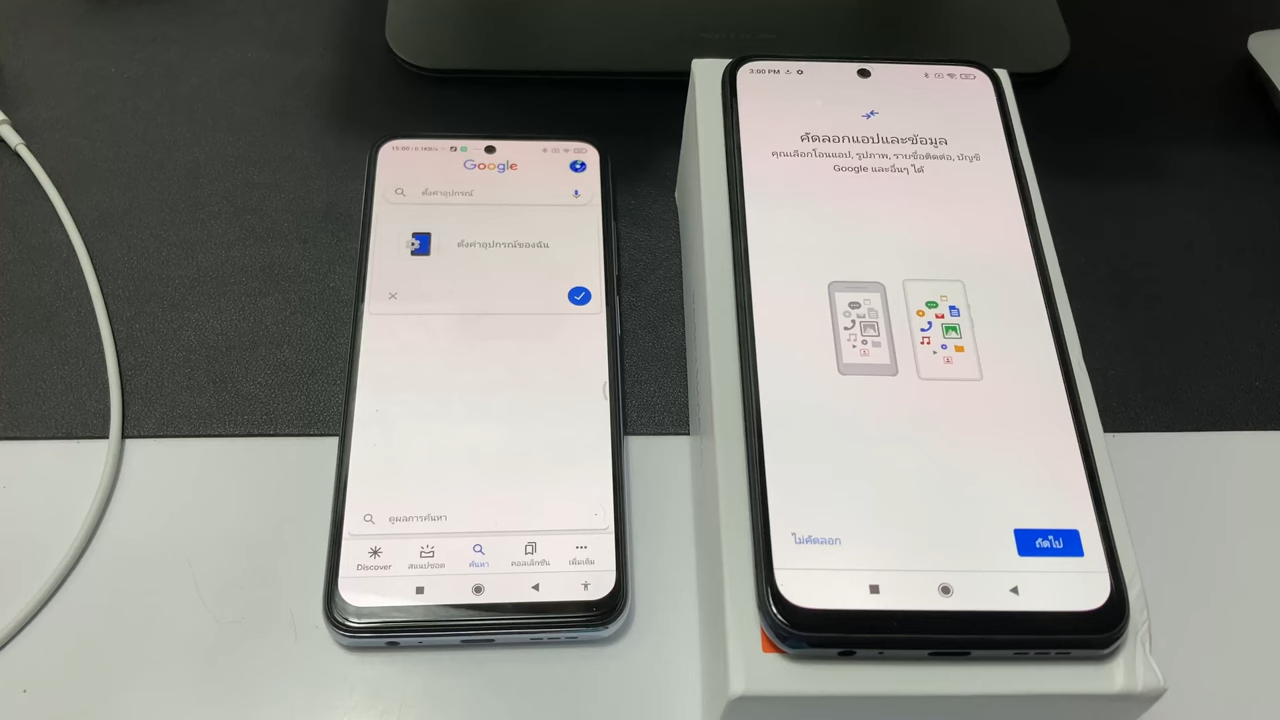 15:00
Google
ตั้งค่าอุปกรณ์
ตั้งค่าอุปกรณ์ของฉัน
ดูผลการค้นหา
Discover
สแนปชอต
ค้นหา
คอลเล็กชัน
เพิ่มเติม
3:00 PM
คัดลอกแอปและข้อมูล
คุณเลือกโอนแอป, รูปภาพ, รายชื่อติดต่อ, บัญชี
Google และอื่นๆ ได้
ไม่คัดลอก
ถัดไป